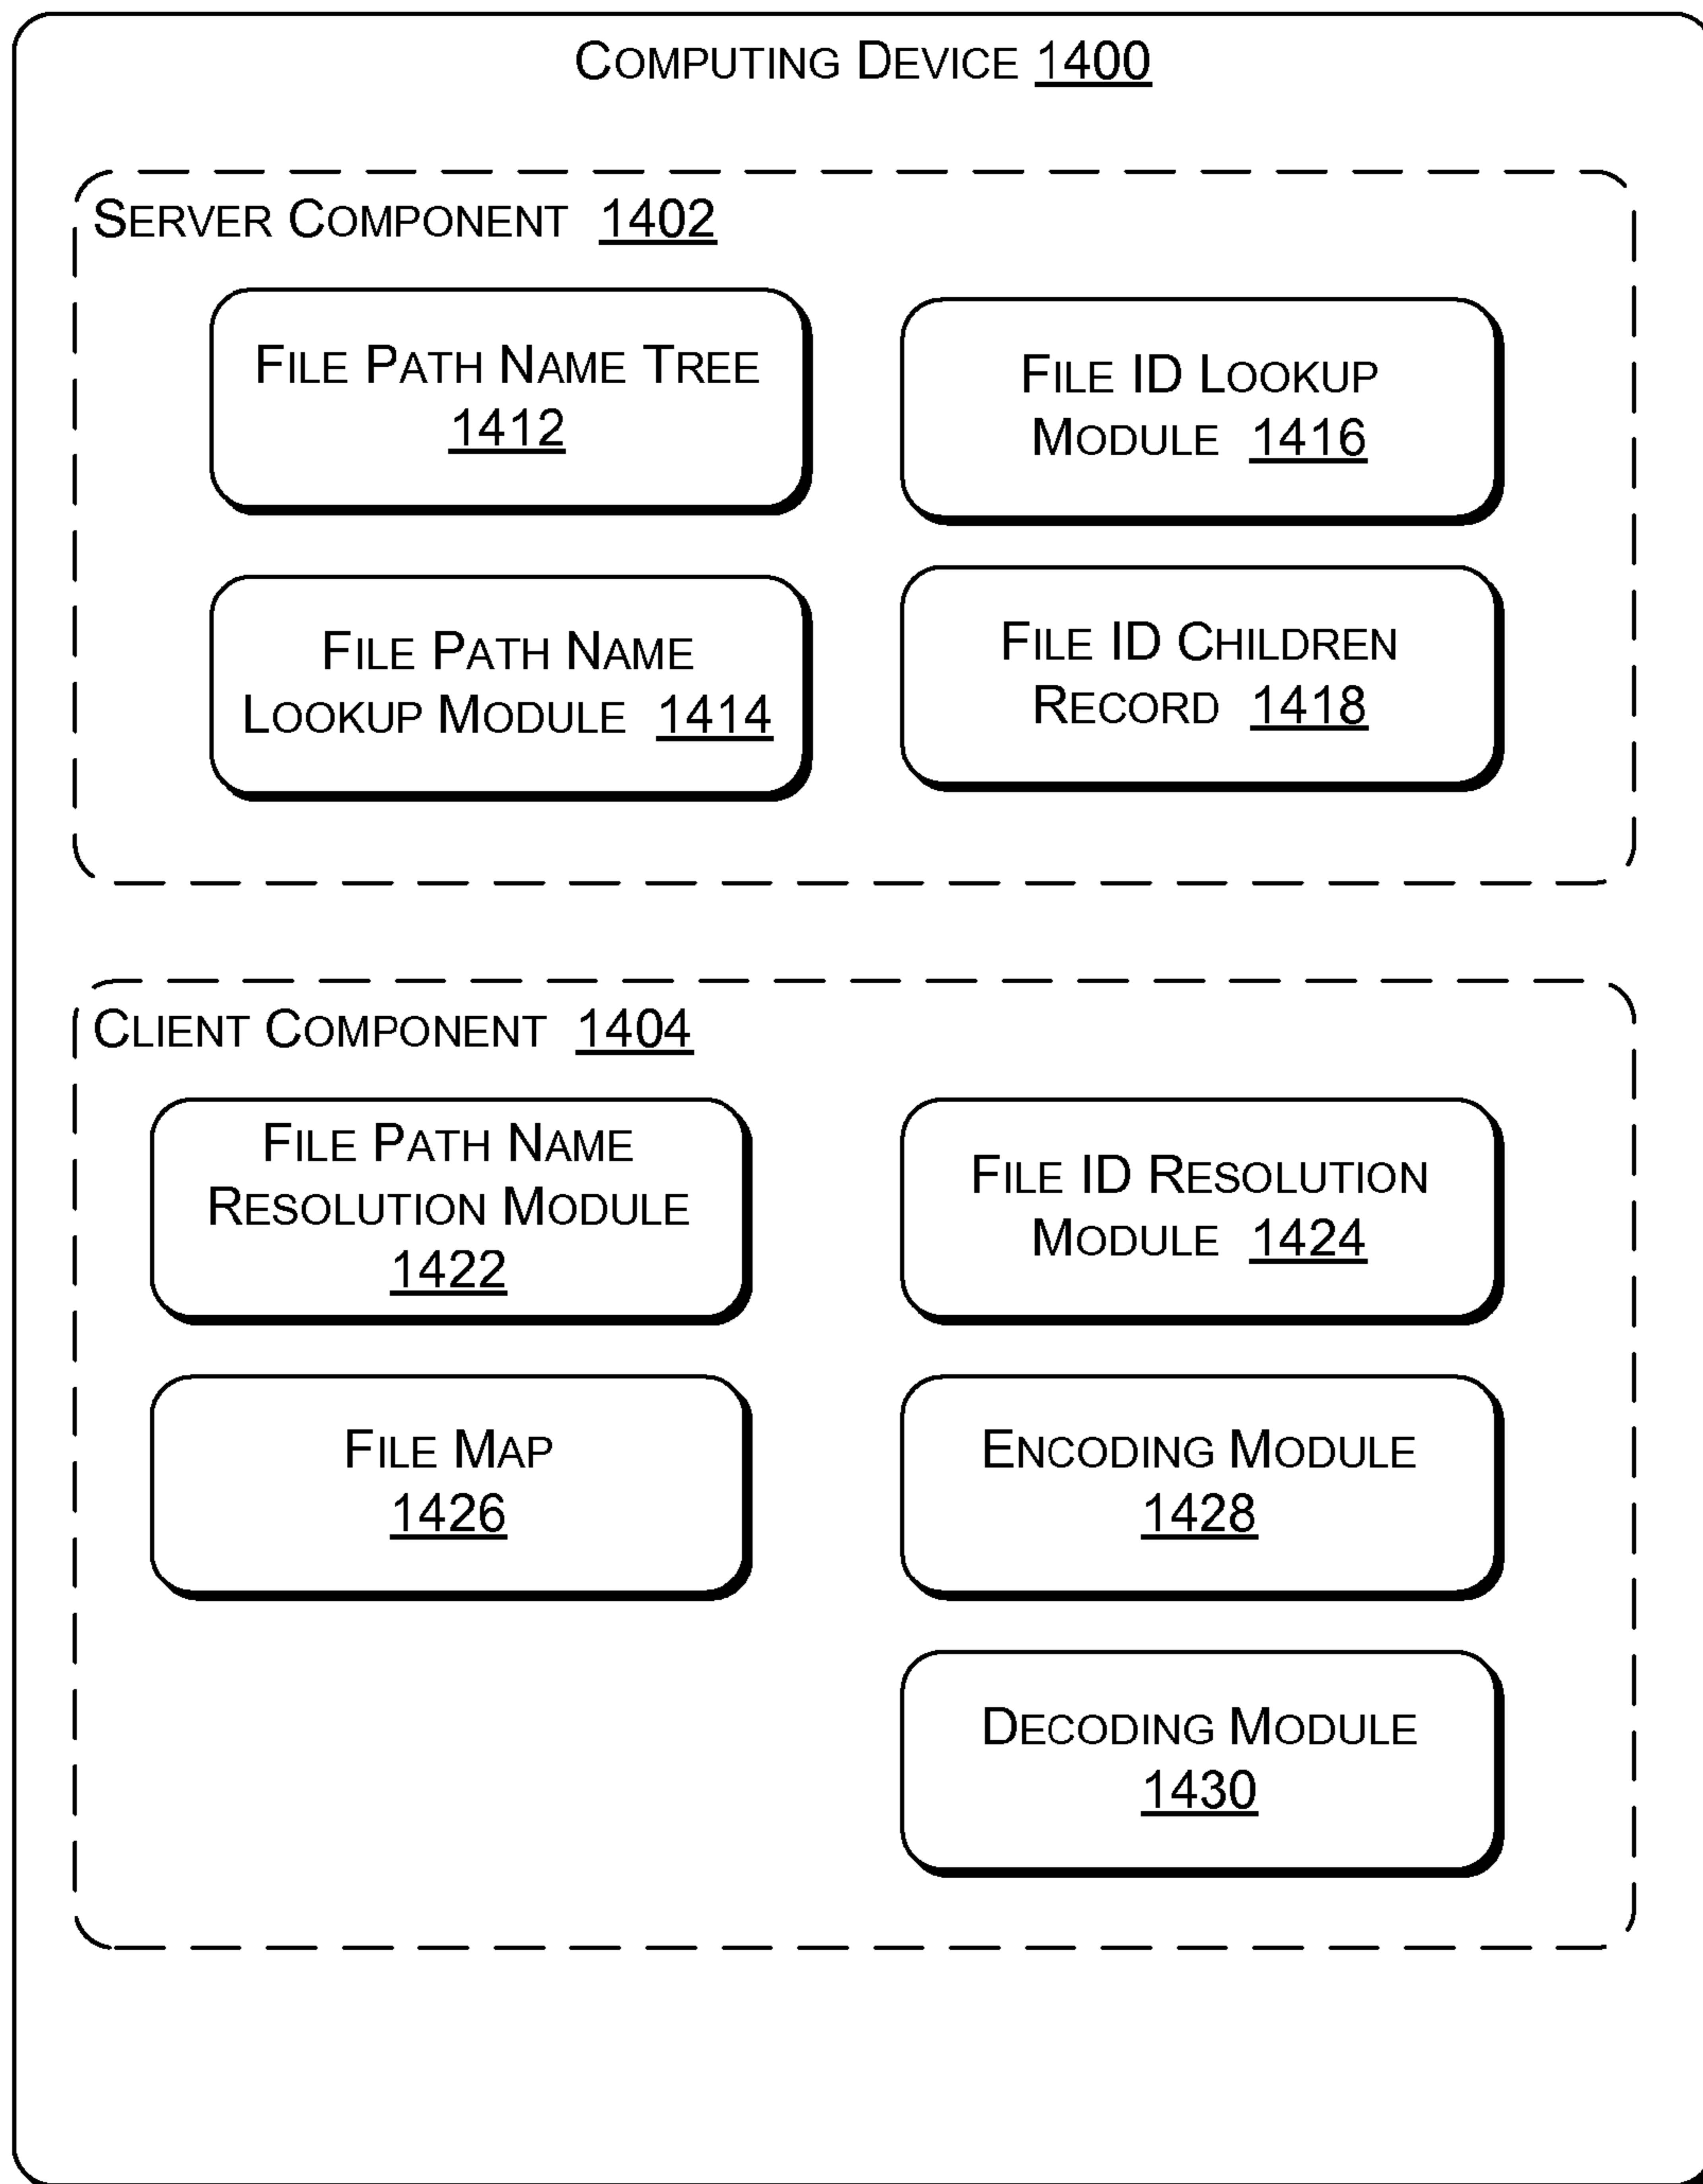 COMPUTING DEVICE 1400
SERVER COMPONENT 1402
FILE PATH NAME TREE
1412
FILE ID LOOKUP
MODULE 1416
FILE PATH NAME
LOOKUP MODULE 1414
FILE ID CHILDREN
RECORD 1418
CLIENT COMPONENT 1404
FILE PATH NAME
RESOLUTION MODULE
1422
FILE ID RESOLUTION
MODULE 1424
FILE MAP
1426
ENCODING MODULE
1428
DECODING MODULE
1430